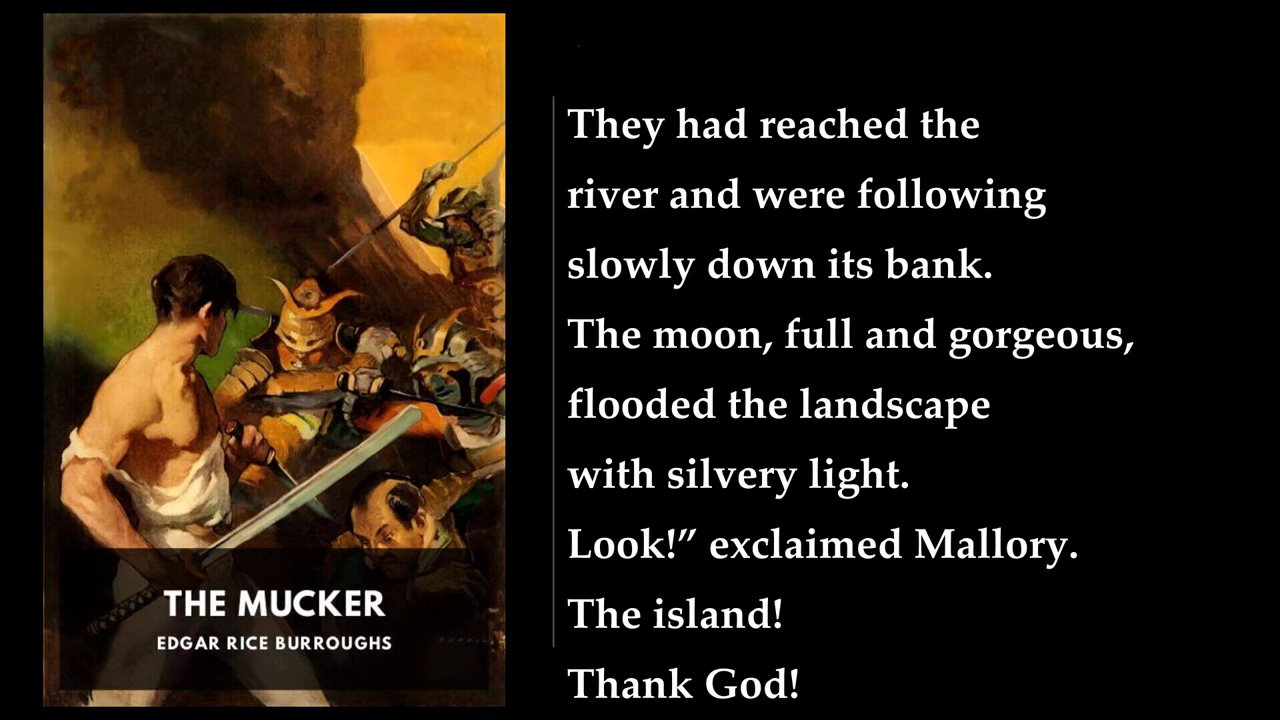 THE MUCKER
EDGAR RICE BURROUGHS
They had reached the
river and were following
slowly down its bank.
The moon, full and gorgeous,
flooded the landscape
with silvery light.
Look!” exclaimed Mallory.
The island!
Thank God!